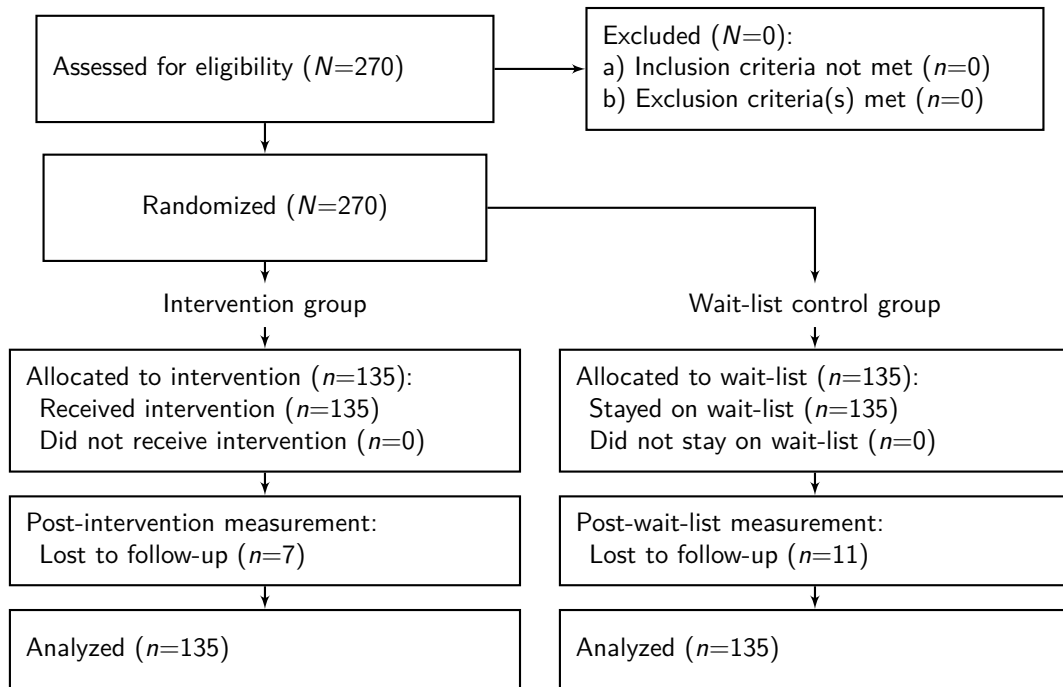 Assessed for eligibility (N=270)
Excluded (N=0):
a) Inclusion criteria not met (n=0)
b) Exclusion criteria(s) met (n=0)
Randomized (N=270)
Intervention group
Wait-list control group
Allocated to intervention (n=135):
Received intervention (n=135)
Did not receive intervention (n=0)
Allocated to wait-list (n=135):
Stayed on wait-list (n=135)
Did not stay on wait-list (n=0)
Post-intervention measurement:
Lost to follow-up (n=7)
Post-wait-list measurement:
Lost to follow-up (n=11)
Analyzed (n=135)
Analyzed (n=135)